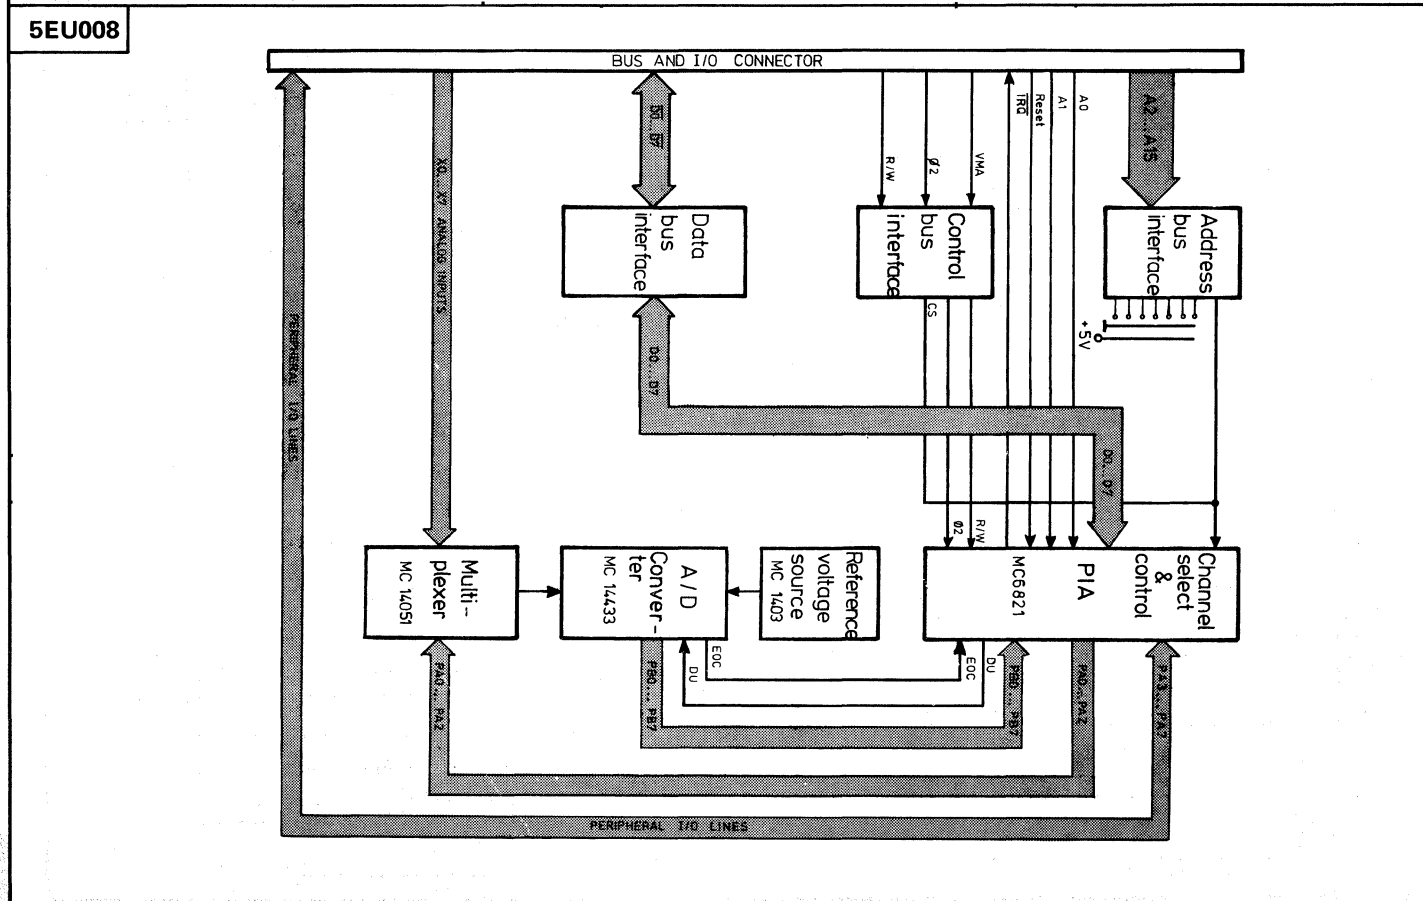 5EU008
BUS AND I/O CONNECTOR
PERIPHERAL I/O LINES
X0... X7 ANALOG INPUTS
D0... D7
R/W
Ø2
VMA
IRQ
Reset
A1
A0
A2...A15
Data
bus
interface
Control
bus
interface
Address
bus
interface
CS
+5V
D0...D7
D0...D7
Ø2
R/W
Multi-
plexer
MC 14051
A/D
Conver-
ter
MC 14433
Reference
voltage
source
MC 1403
Channel
select
&
control
PIA
MC6821
PA0... PA2
PB0... PB7
DU
EOC
EOC
DU
PB0... PB7
PA0... PA2
PA3.... PA7
PERIPHERAL I/O LINES